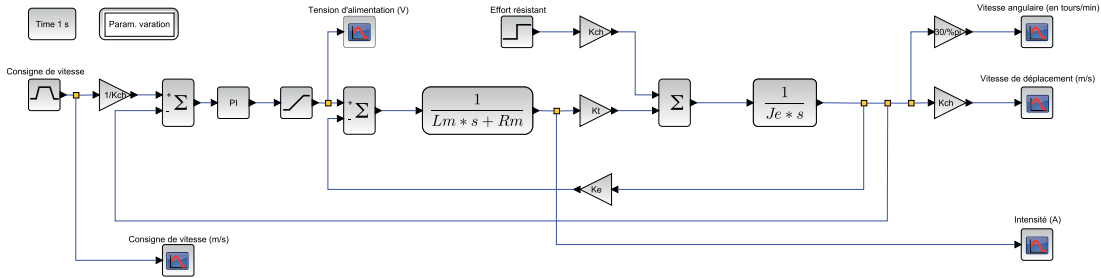 Time 1 s
Param. varation
Tension d'alimentation (V)
Effort résistant
Vitesse angulaire (en tours/min)
Kch
30/%pi
Consigne de vitesse
Vitesse de déplacement (m/s)
1/Kch
+
-
Σ
PI
+
-
Σ
1
Lm * s + Rm
Kt
Σ
1
Je * s
Kch
Ke
Intensité (A)
Consigne de vitesse (m/s)